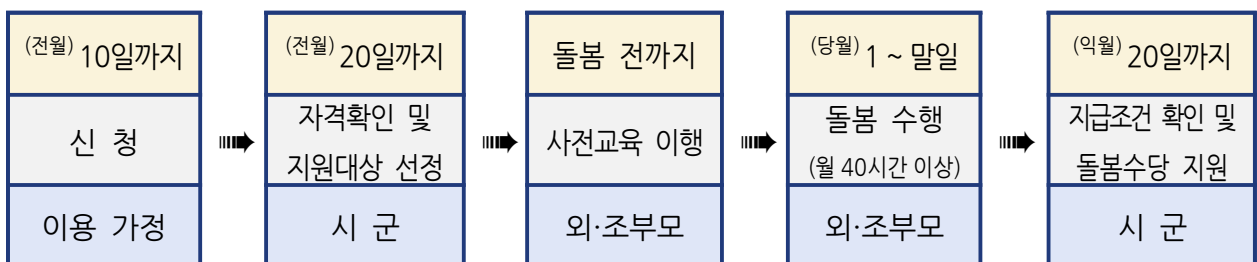 (전월) 10일까지
신 청
이용 가정
(전월) 20일까지
자격확인 및
지원대상 선정
시 군
돌봄 전까지
사전교육 이행
외·조부모
(당월) 1 ~ 말일
돌봄 수행
(월 40시간 이상)
외·조부모
(익월) 20일까지
지급조건 확인 및
돌봄수당 지원
시 군